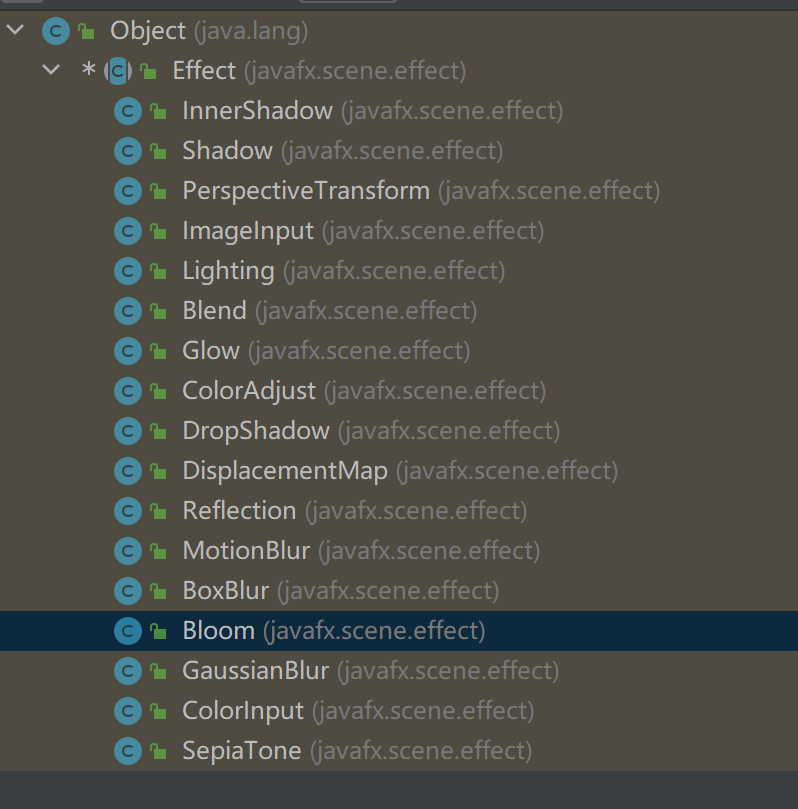 C Object (java.lang)
* C Effect (javafx.scene.effect)
C InnerShadow (javafx.scene.effect)
C Shadow (javafx.scene.effect)
C PerspectiveTransform (javafx.scene.effect)
C ImageInput (javafx.scene.effect)
C Lighting (javafx.scene.effect)
C Blend (javafx.scene.effect)
C Glow (javafx.scene.effect)
C ColorAdjust (javafx.scene.effect)
C DropShadow (javafx.scene.effect)
C DisplacementMap (javafx.scene.effect)
C Reflection (javafx.scene.effect)
C MotionBlur (javafx.scene.effect)
C BoxBlur (javafx.scene.effect)
C Bloom (javafx.scene.effect)
C GaussianBlur (javafx.scene.effect)
C ColorInput (javafx.scene.effect)
C SepiaTone (javafx.scene.effect)